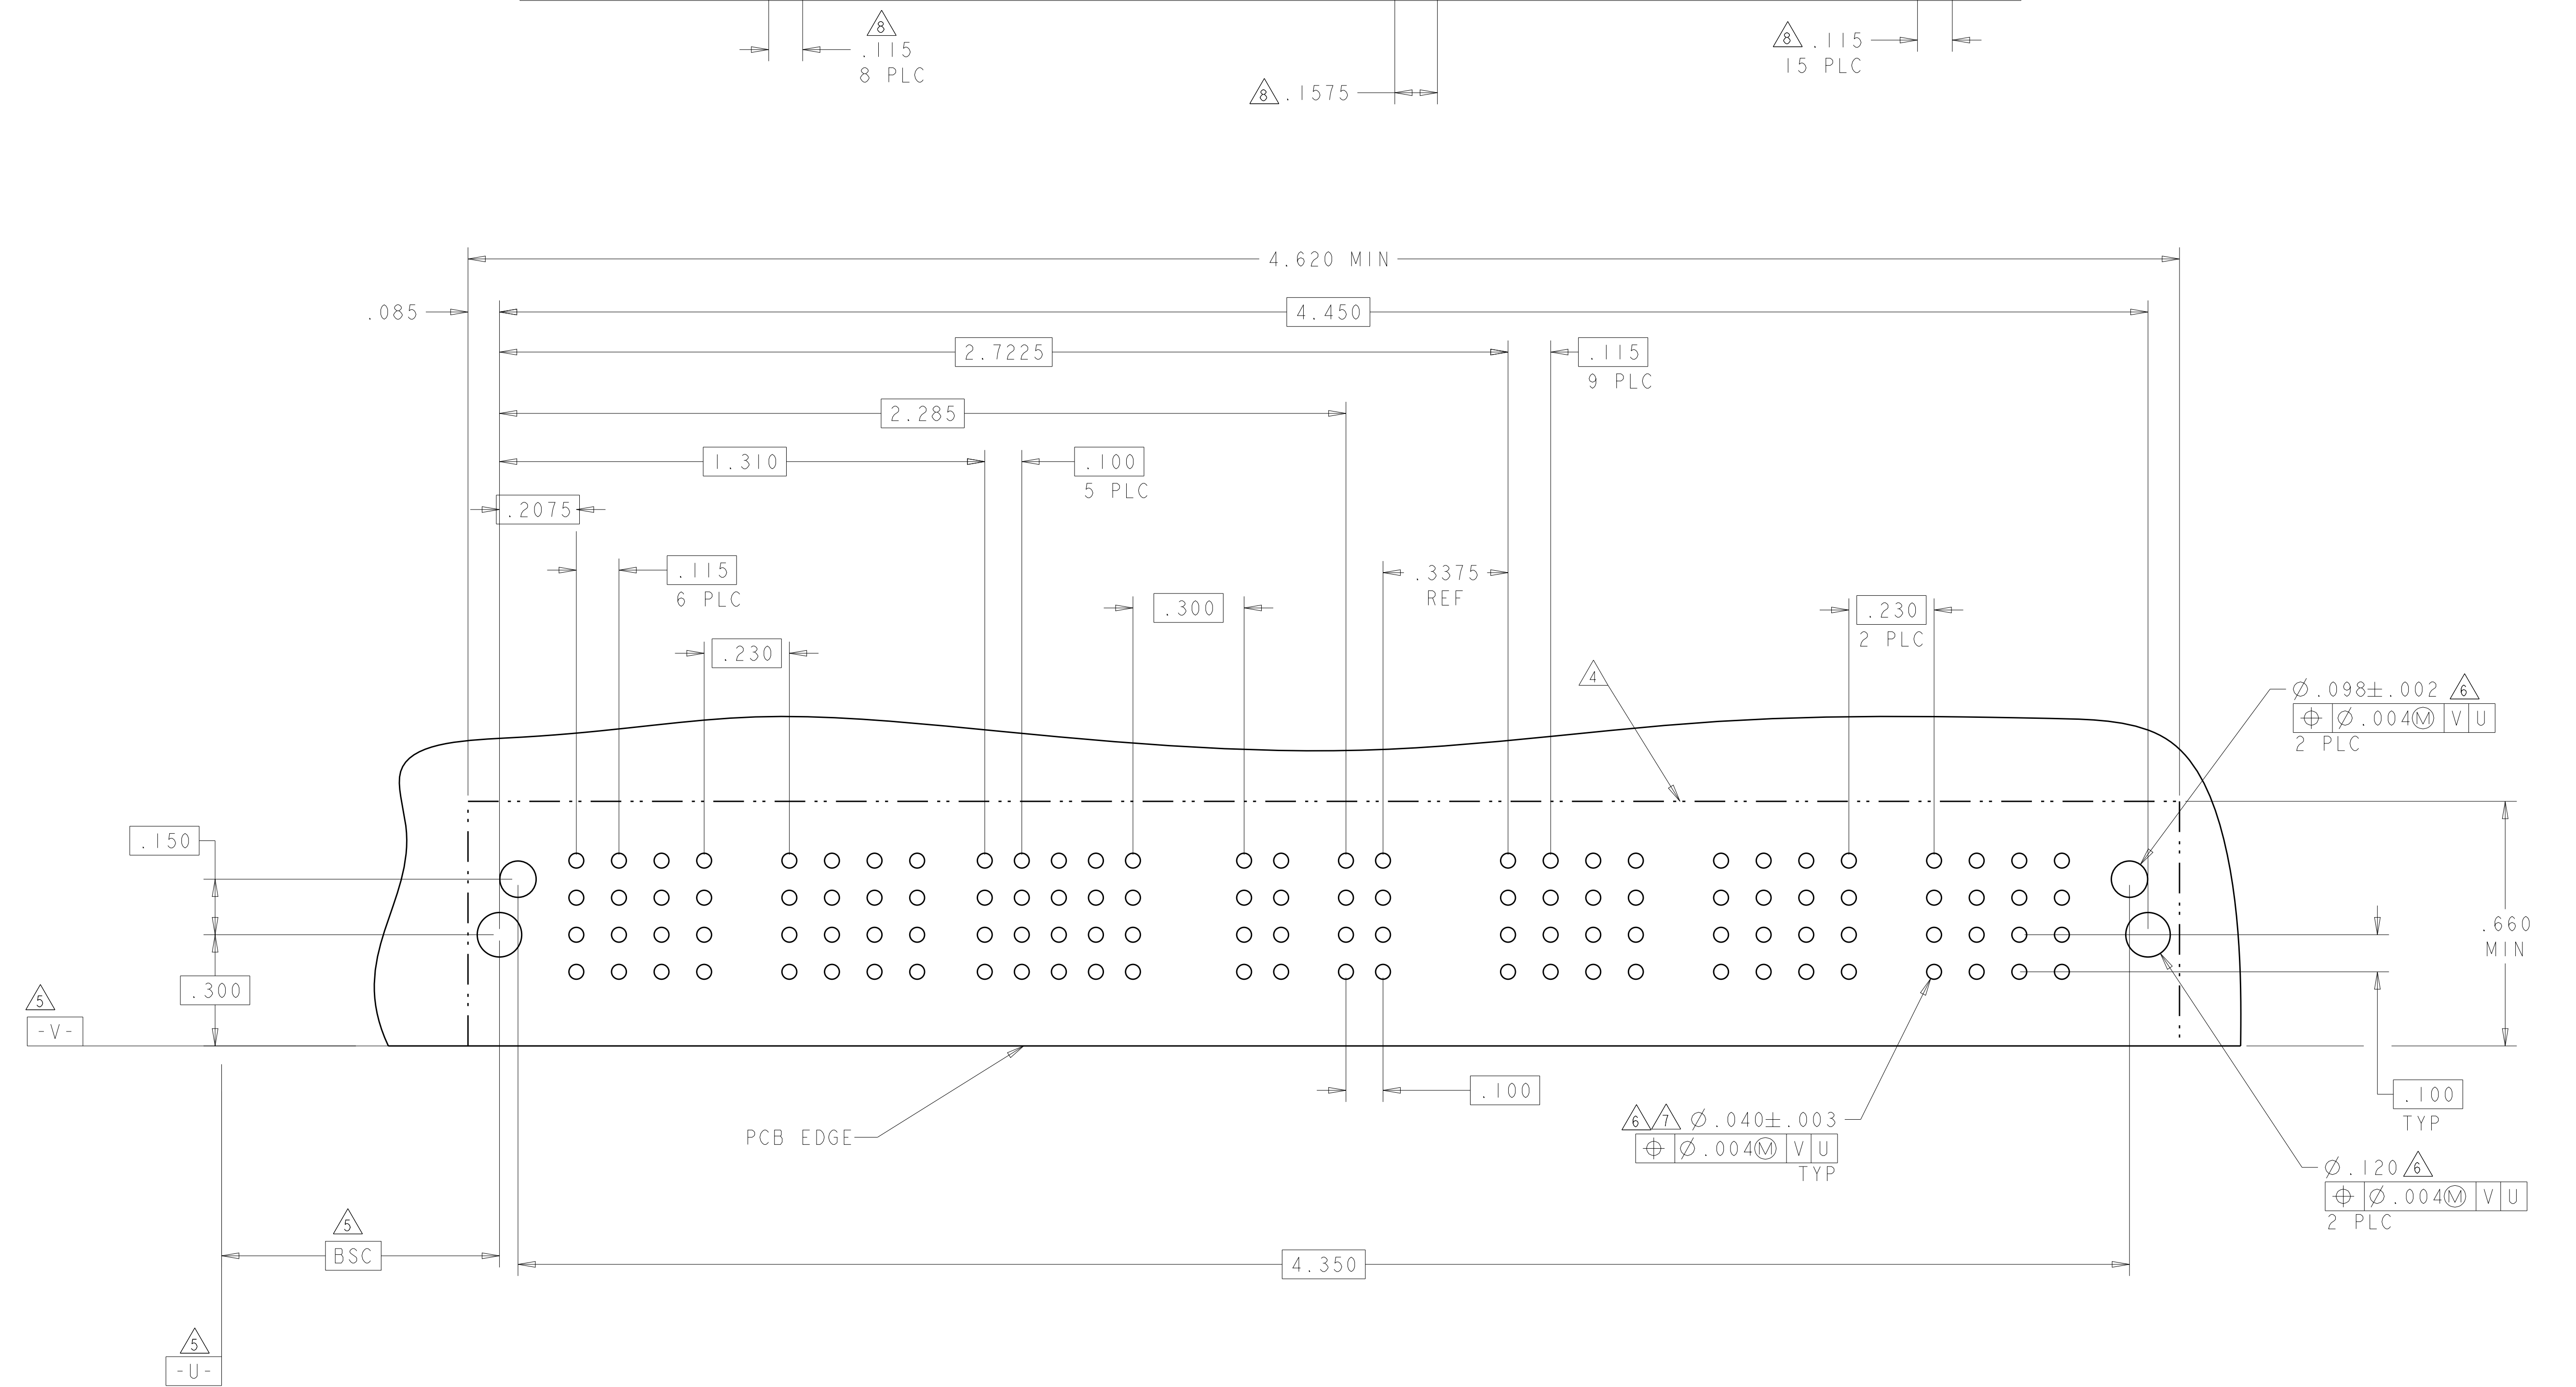 8
.115
8 PLC
8 .1575
8 .115
15 PLC
4.620 MIN
.085
4.450
2.7225
.115
9 PLC
2.285
1.310
.100
5 PLC
.2075
.115
6 PLC
.3375
REF
.300
.230
2 PLC
.230
4
Ø.098±.002 6
⌖ Ø.004Ⓜ V U
2 PLC
.150
.300
5
-V-
.660
MIN
.100
.100
TYP
PCB EDGE
6 7 Ø.040±.003
⌖ Ø.004Ⓜ V U
TYP
Ø.120 6
⌖ Ø.004Ⓜ V U
2 PLC
5
BSC
4.350
5
-U-